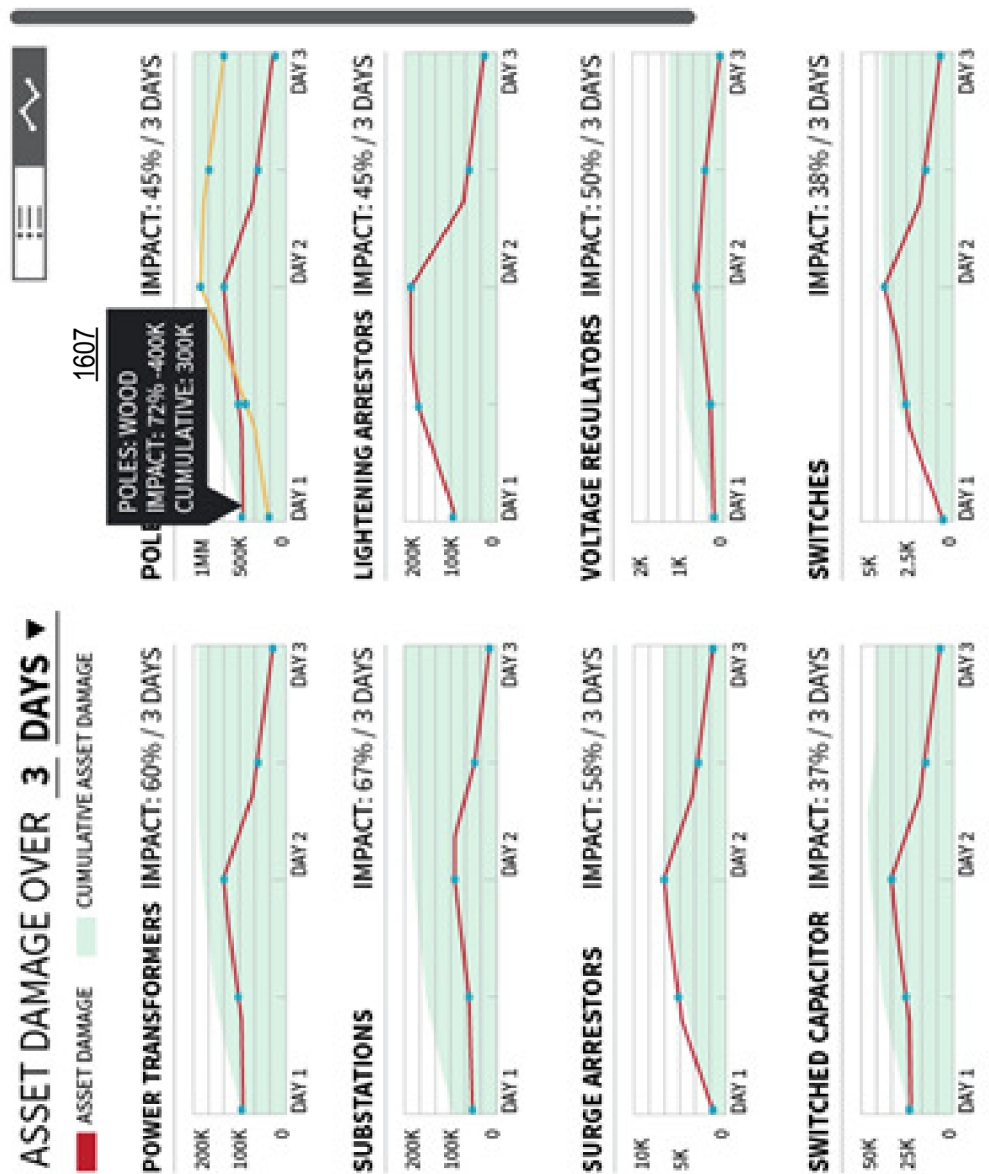 ASSET DAMAGE OVER 3 DAYS ▼
ASSET DAMAGE CUMULATIVE ASSET DAMAGE
1607
POWER TRANSFORMERS IMPACT: 60% / 3 DAYS
200K
100K
0
DAY 1 DAY 2 DAY 3
POLE IMPACT: 45% / 3 DAYS
POLES: WOOD
IMPACT: 72% -400K
CUMULATIVE: 300K
1MM
500K
0
DAY 1 DAY 2 DAY 3
SUBSTATIONS IMPACT: 67% / 3 DAYS
200K
100K
0
DAY 1 DAY 2 DAY 3
LIGHTENING ARRESTORS IMPACT: 45% / 3 DAYS
200K
100K
0
DAY 1 DAY 2 DAY 3
SURGE ARRESTORS IMPACT: 58% / 3 DAYS
10K
5K
0
DAY 1 DAY 2 DAY 3
VOLTAGE REGULATORS IMPACT: 50% / 3 DAYS
2K
1K
0
DAY 1 DAY 2 DAY 3
SWITCHED CAPACITOR IMPACT: 37% / 3 DAYS
50K
25K
0
DAY 1 DAY 2 DAY 3
SWITCHES IMPACT: 38% / 3 DAYS
5K
2.5K
0
DAY 1 DAY 2 DAY 3